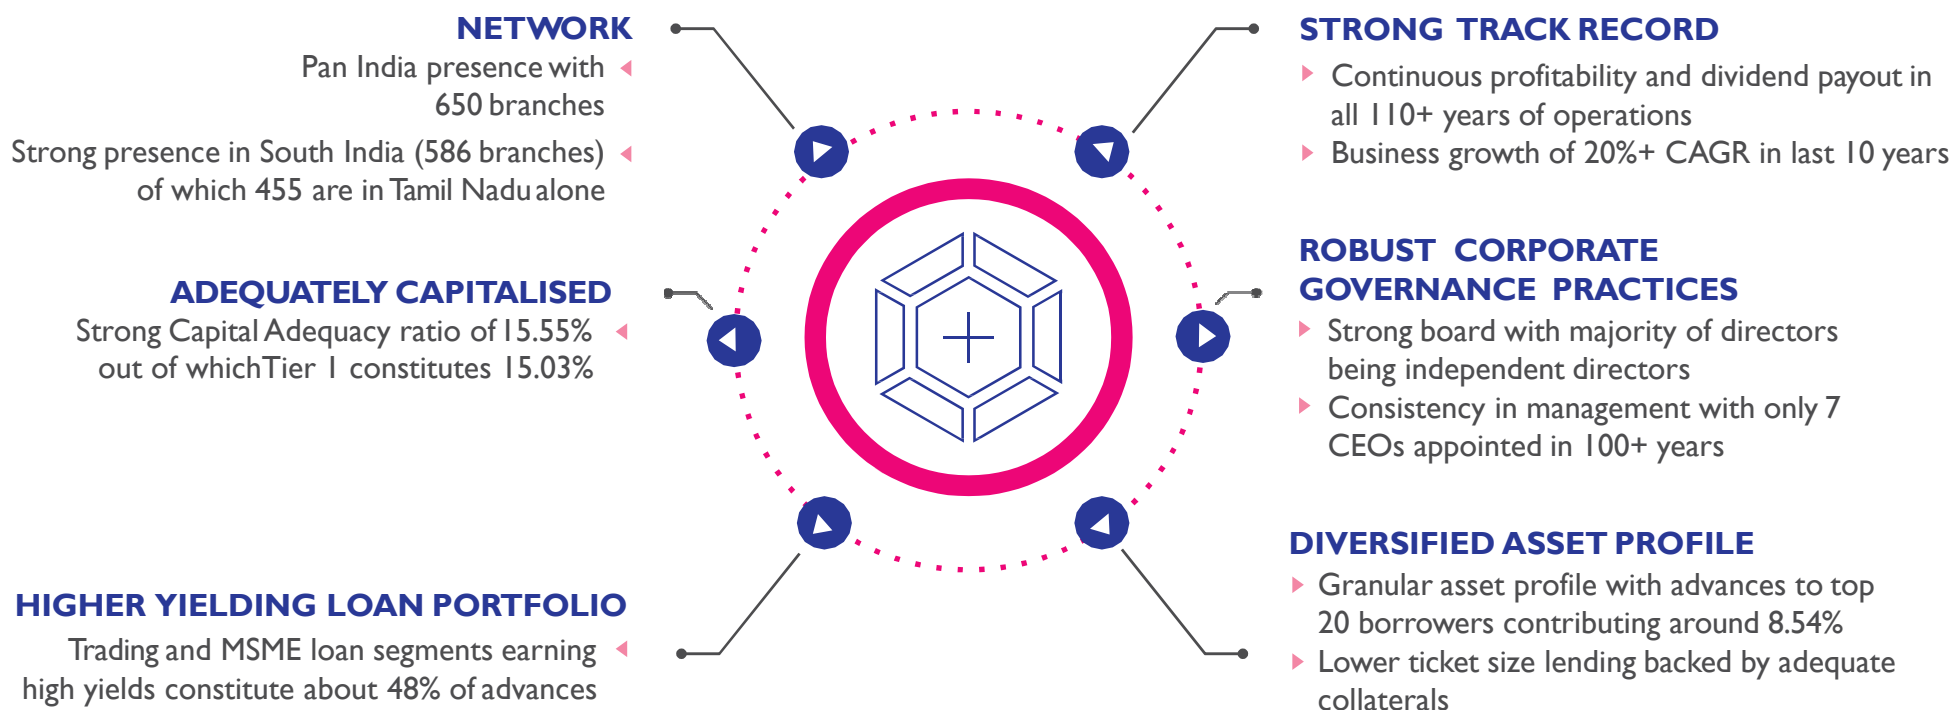 NETWORK
Pan India presence with
650 branches
Strong presence in South India (586 branches)
of which 455 are in Tamil Nadu alone
ADEQUATELY CAPITALISED
Strong Capital Adequacy ratio of 15.55%
out of which Tier 1 constitutes 15.03%
HIGHER YIELDING LOAN PORTFOLIO
Trading and MSME loan segments earning
high yields constitute about 48% of advances
STRONG TRACK RECORD
Continuous profitability and dividend payout in
all 110+ years of operations
Business growth of 20%+ CAGR in last 10 years
ROBUST CORPORATE
GOVERNANCE PRACTICES
Strong board with majority of directors
being independent directors
Consistency in management with only 7
CEOs appointed in 100+ years
DIVERSIFIED ASSET PROFILE
Granular asset profile with advances to top
20 borrowers contributing around 8.54%
Lower ticket size lending backed by adequate
collaterals